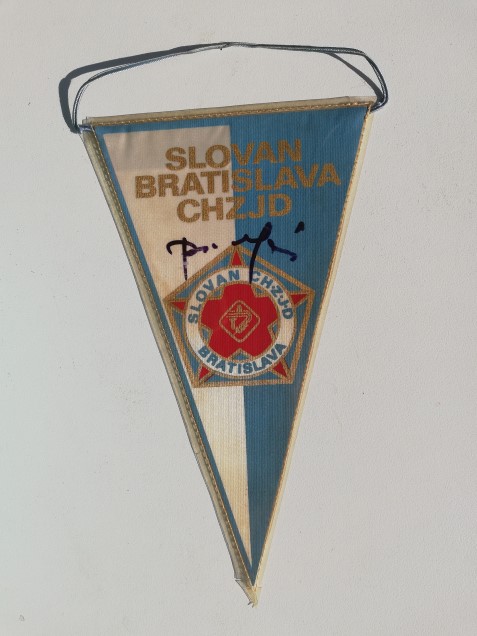 SLOVAN
BRATISLAVA
CHZJD
SLOVAN CHZJD
BRATISLAVA